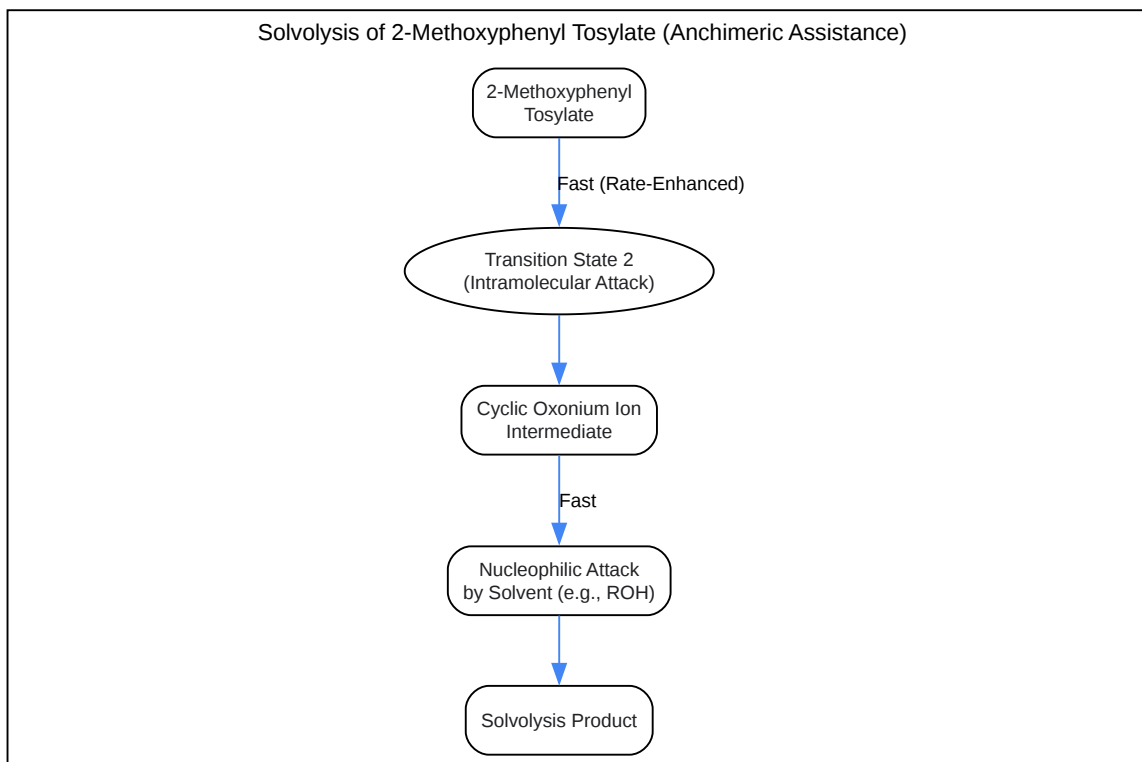 Solvolysis of 2-Methoxyphenyl Tosylate (Anchimeric Assistance)
2-Methoxyphenyl
Tosylate
Fast (Rate-Enhanced)
Transition State 2
(Intramolecular Attack)
Cyclic Oxonium Ion
Intermediate
Fast
Nucleophilic Attack
by Solvent (e.g., ROH)
Solvolysis Product